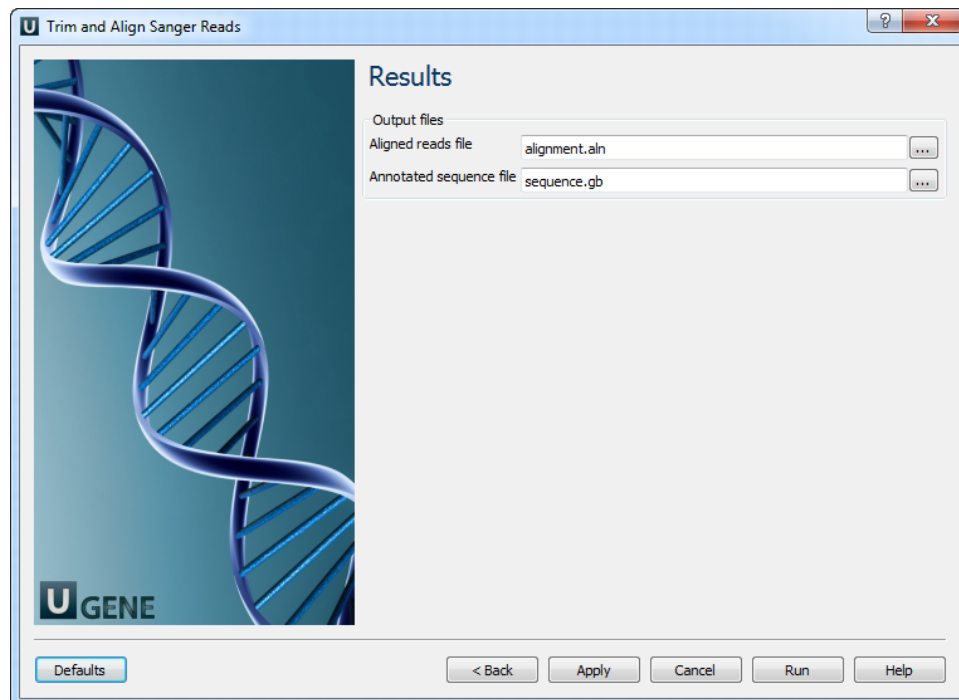 U Trim and Align Sanger Reads
?
Results
Output files
Aligned reads file alignment.aln ...
Annotated sequence file sequence.gb ...
U GENE
Defaults < Back Apply Cancel Run Help